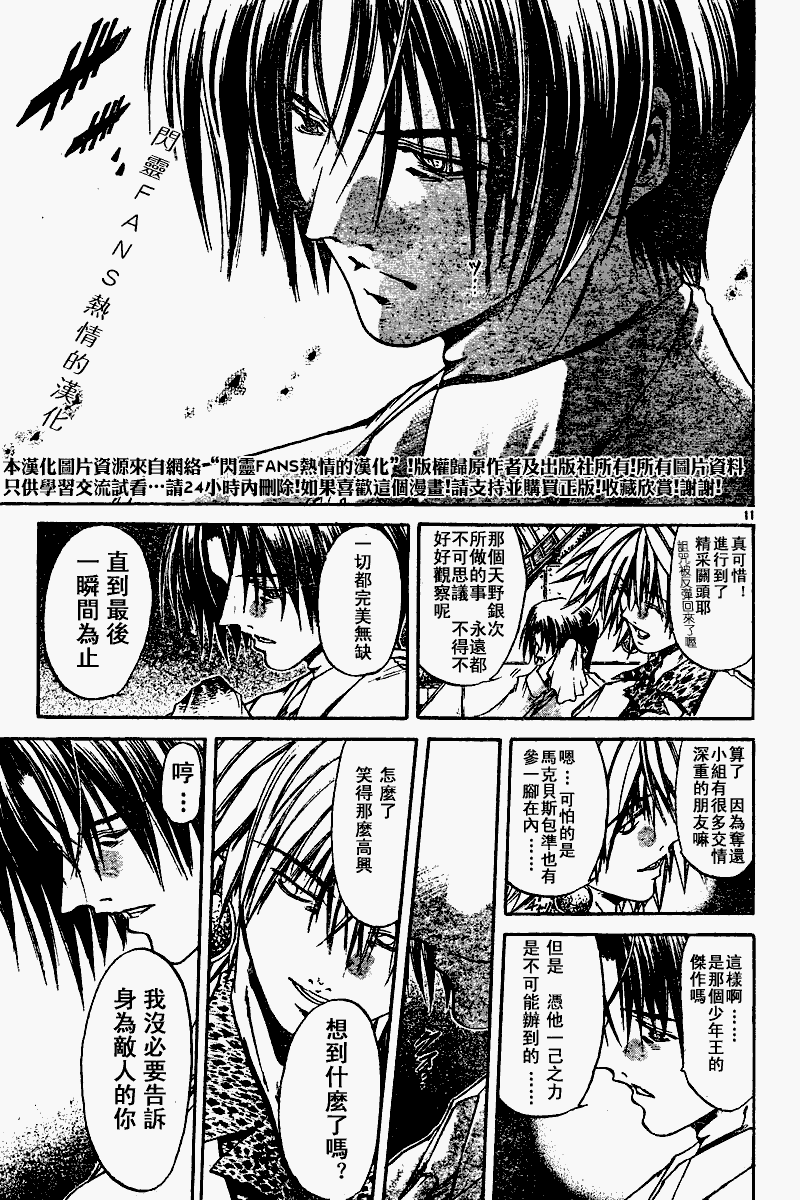 閃靈FANS熱情的漢化
ッ…
本漢化圖片資源來自網絡-“閃靈FANS熱情的漢化”!版權歸原作者及出版社所有!所有圖片資料
只供學習交流試看…請24小時內刪除!如果喜歡這個漫畫!請支持並購買正版!收藏欣賞!謝謝!
11
真可惜!
進行到了
精采關頭耶
詛咒被反彈回來了喔
那個天野銀次
所做的事 永遠都
不可思議 不得不
好好觀察呢
一切都完美無缺
直到最後
一瞬間為止
算了 因為奪還
小組有很多交情
深重的朋友嘛
嗯…可怕的是
馬克貝斯包準也有
參一腳在內……
這樣啊……
是那個少年王的
傑作嗎
但是 憑他一己之力
是不可能辦到的……
怎麼了
笑得那麼高興
想到什麼了嗎?
哼…
我沒必要告訴
身為敵人的你